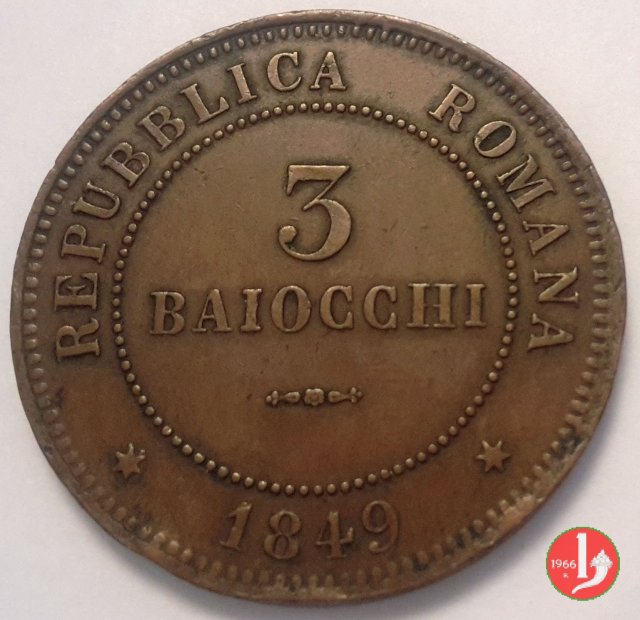 REPUBBLICA ROMANA
3
BAIOCCHI
1849
1966
R